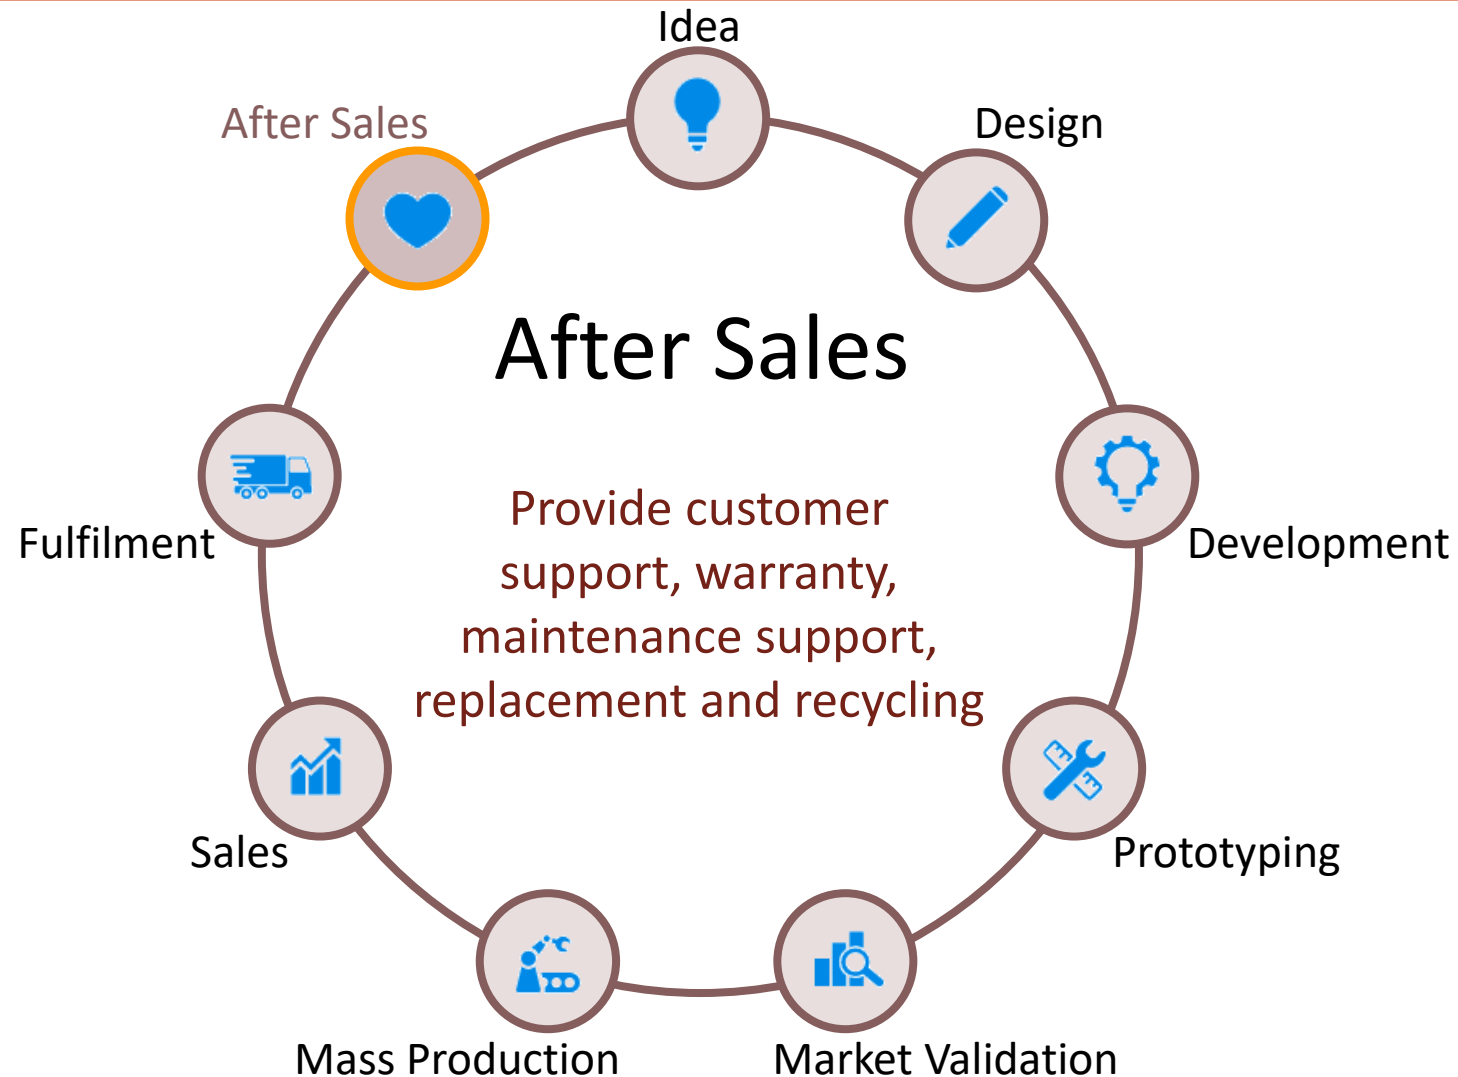 Idea
After Sales
Design
After Sales
Provide customer
support, warranty,
maintenance support,
replacement and recycling
Fulfilment
Development
Sales
Prototyping
Mass Production
Market Validation